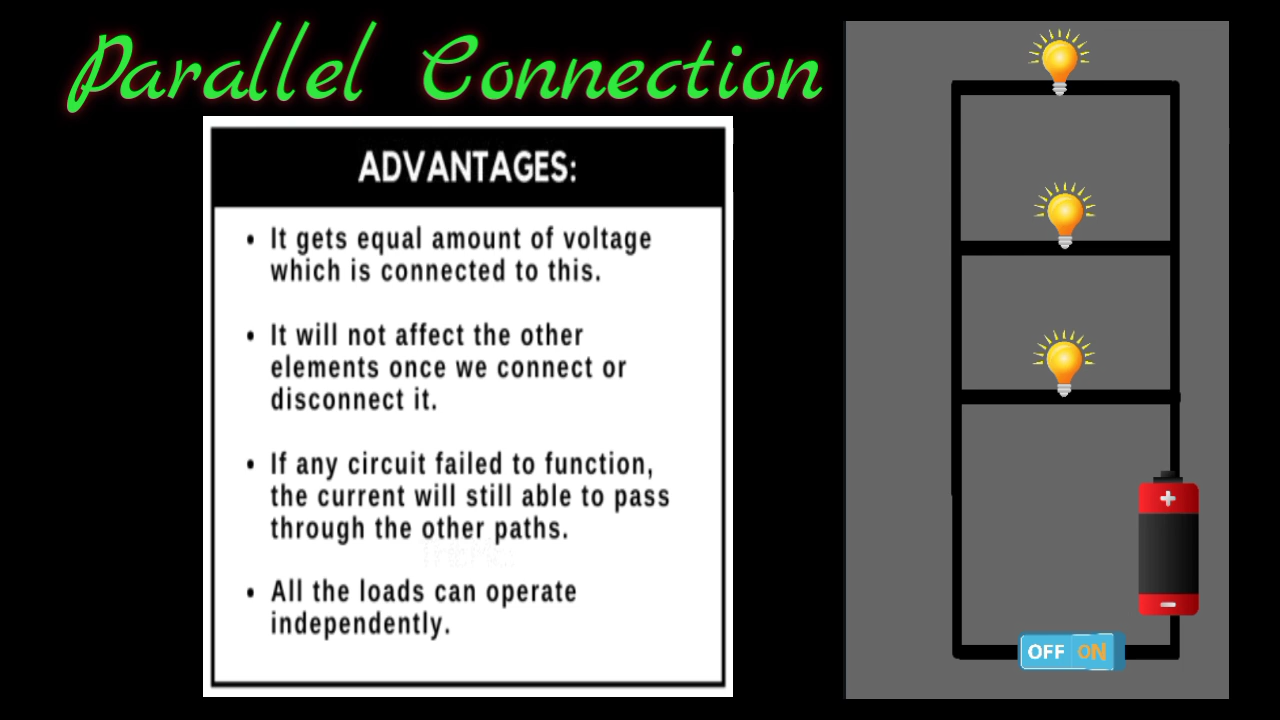 Parallel Connection
ADVANTAGES:
• It gets equal amount of voltage
which is connected to this.
• It will not affect the other
elements once we connect or
disconnect it.
• If any circuit failed to function,
the current will still able to pass
through the other paths.
• All the loads can operate
independently.
+
-
OFF ON